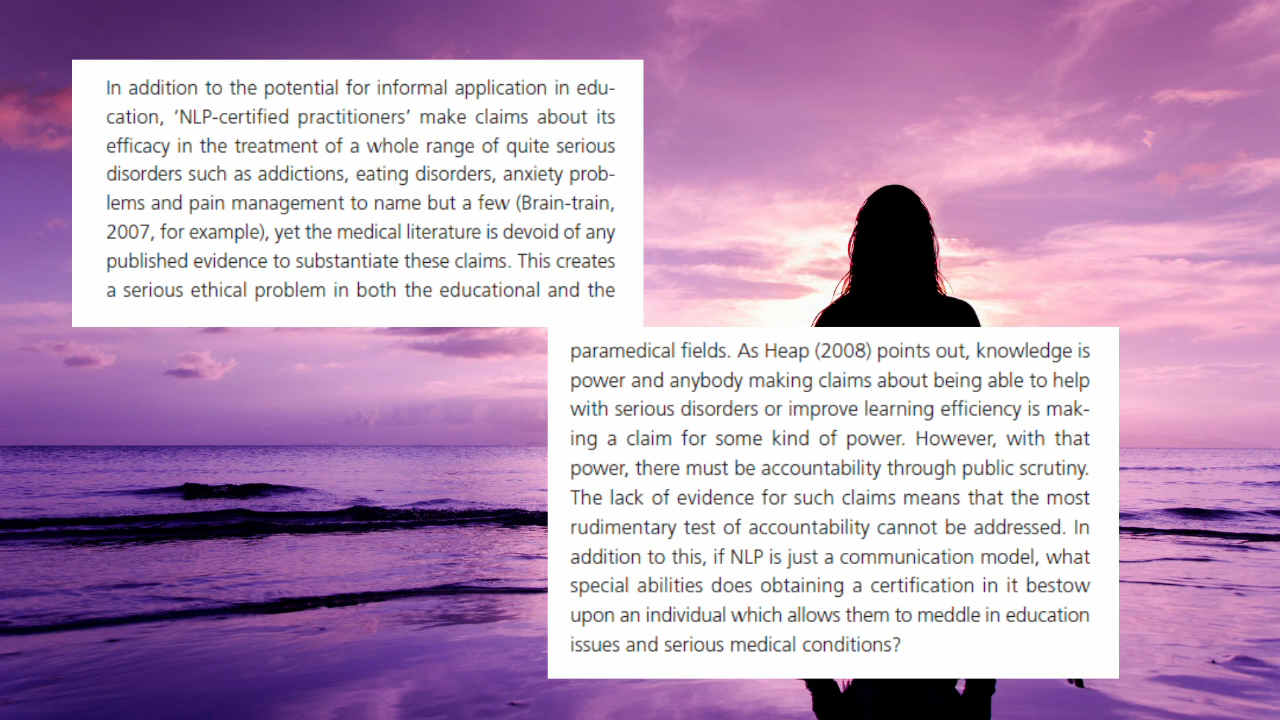 In addition to the potential for informal application in edu-
cation, ‘NLP-certified practitioners’ make claims about its
efficacy in the treatment of a whole range of quite serious
disorders such as addictions, eating disorders, anxiety prob-
lems and pain management to name but a few (Brain-train,
2007, for example), yet the medical literature is devoid of any
published evidence to substantiate these claims. This creates
a serious ethical problem in both the educational and the
paramedical fields. As Heap (2008) points out, knowledge is
power and anybody making claims about being able to help
with serious disorders or improve learning efficiency is mak-
ing a claim for some kind of power. However, with that
power, there must be accountability through public scrutiny.
The lack of evidence for such claims means that the most
rudimentary test of accountability cannot be addressed. In
addition to this, if NLP is just a communication model, what
special abilities does obtaining a certification in it bestow
upon an individual which allows them to meddle in education
issues and serious medical conditions?